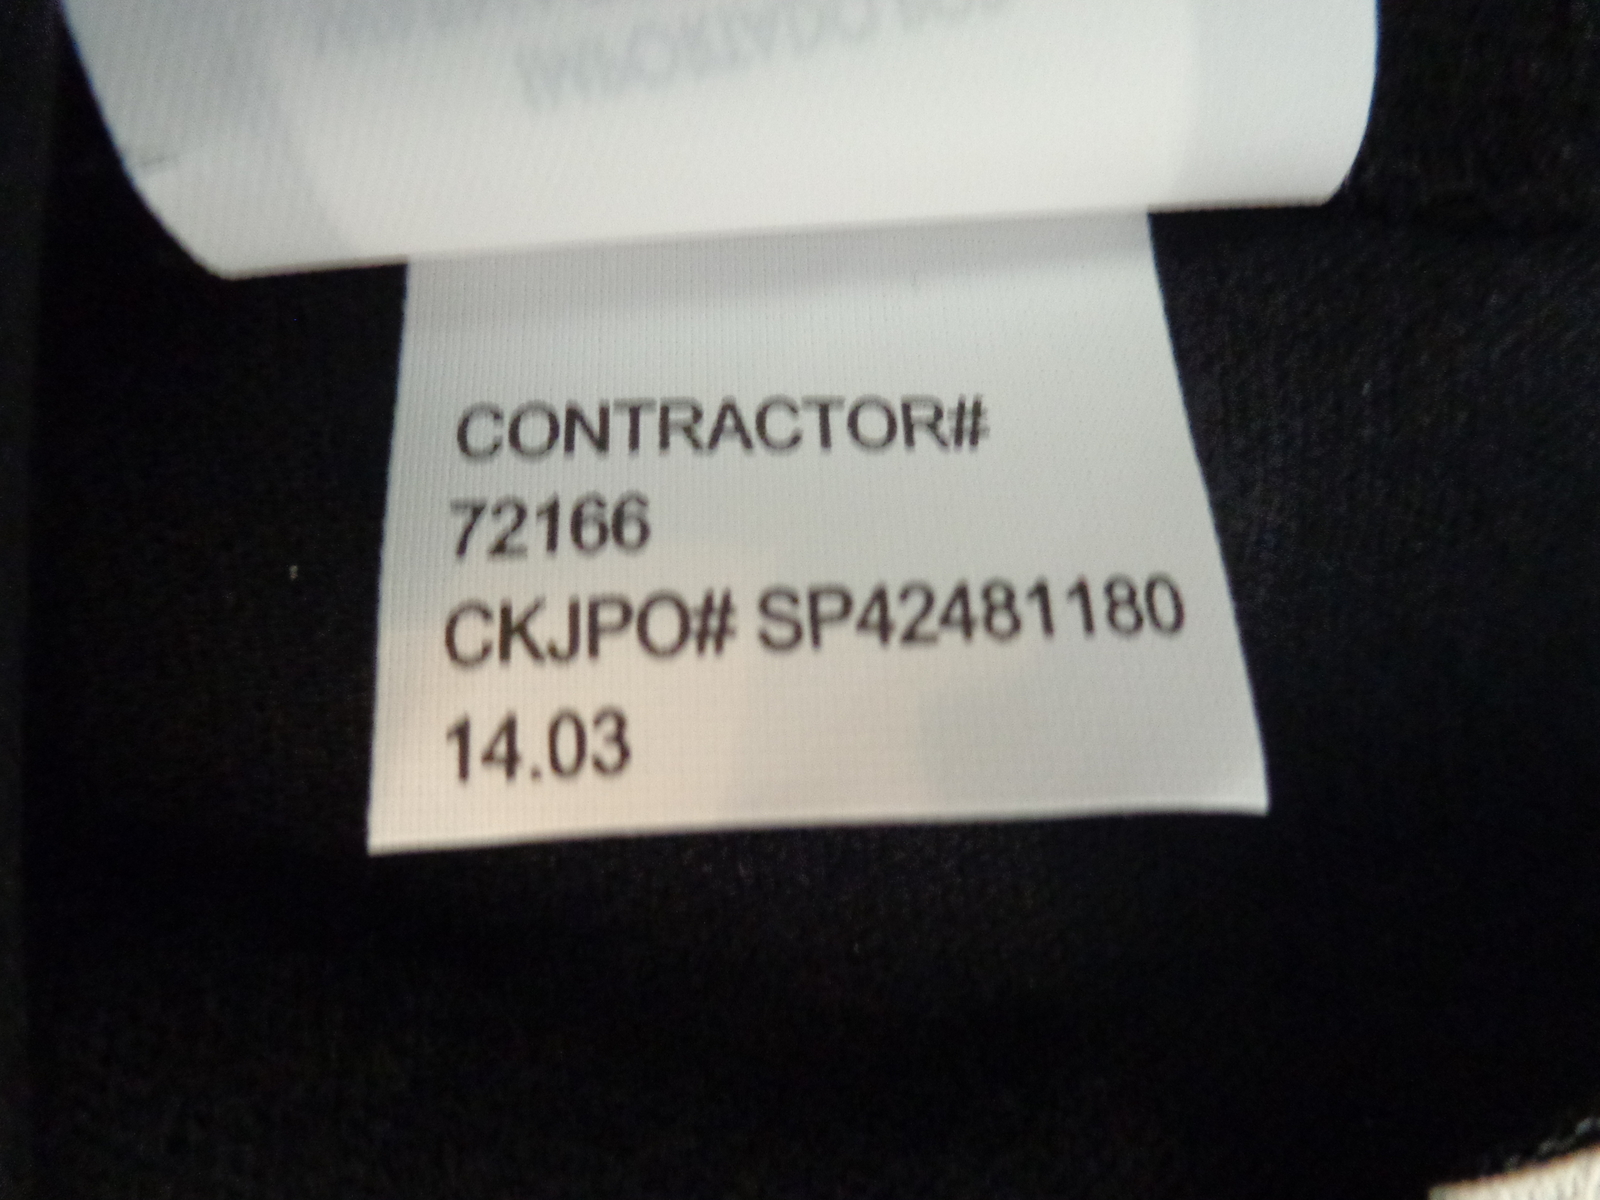 CONTRACTOR#
72166
CKJPO# SP42481180
14.03